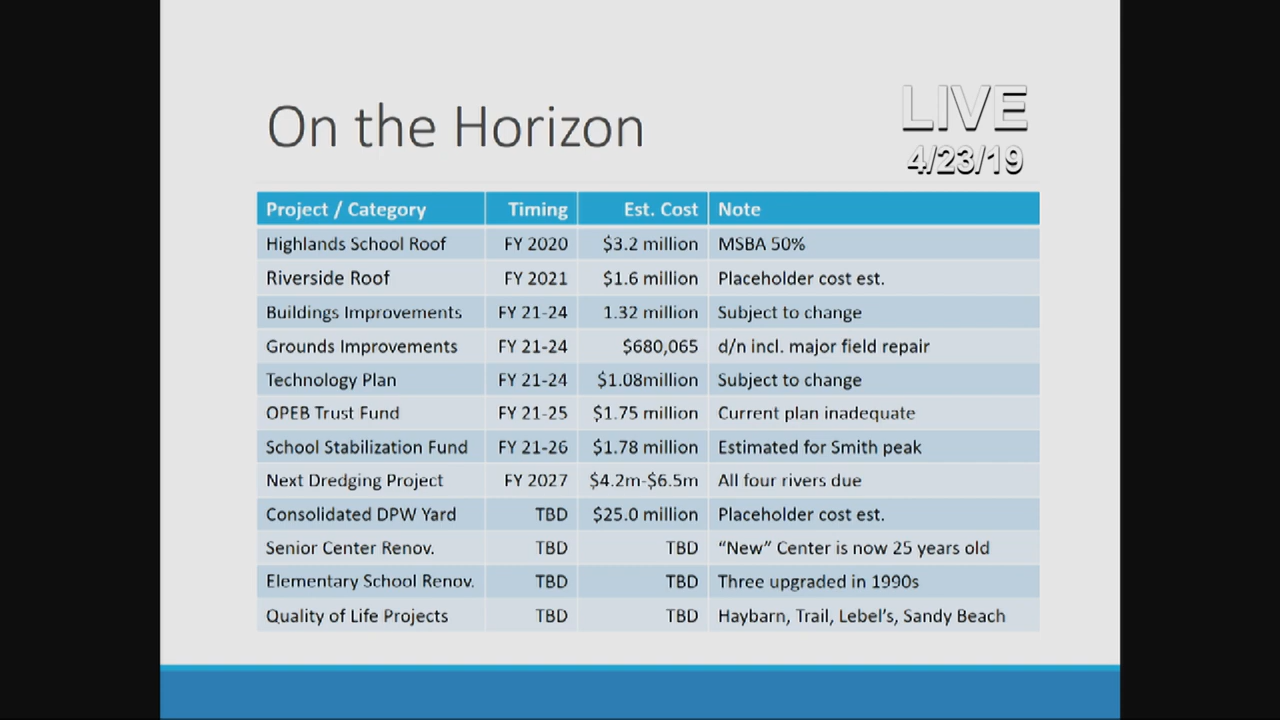 On the Horizon
LIVE
4/23/19
Project / Category Timing Est. Cost Note
Highlands School Roof FY 2020 $3.2 million MSBA 50%
Riverside Roof FY 2021 $1.6 million Placeholder cost est.
Buildings Improvements FY 21-24 1.32 million Subject to change
Grounds Improvements FY 21-24 $680,065 d/n incl. major field repair
Technology Plan FY 21-24 $1.08million Subject to change
OPEB Trust Fund FY 21-25 $1.75 million Current plan inadequate
School Stabilization Fund FY 21-26 $1.78 million Estimated for Smith peak
Next Dredging Project FY 2027 $4.2m-$6.5m All four rivers due
Consolidated DPW Yard TBD $25.0 million Placeholder cost est.
Senior Center Renov. TBD TBD “New” Center is now 25 years old
Elementary School Renov. TBD TBD Three upgraded in 1990s
Quality of Life Projects TBD TBD Haybarn, Trail, Lebel’s, Sandy Beach